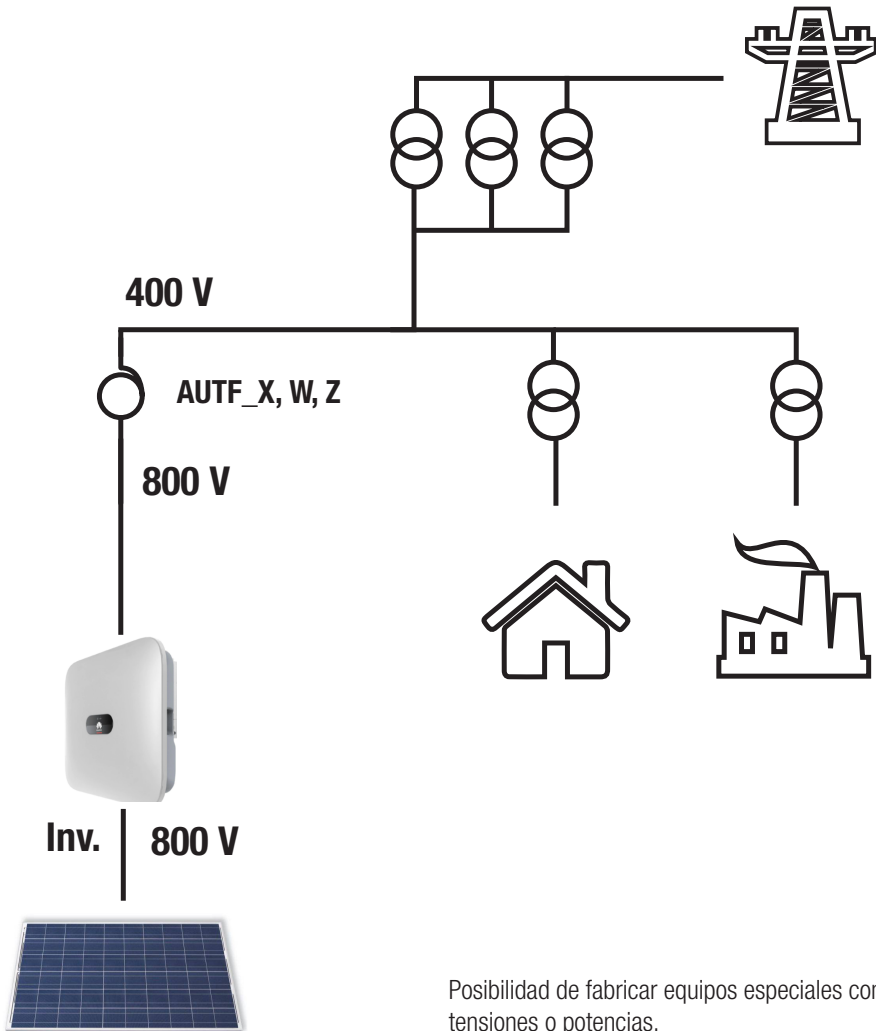 400 V
AUTF_X, W, Z
800 V
Inv.
800 V
Posibilidad de fabricar equipos especiales con
tensiones o potencias.